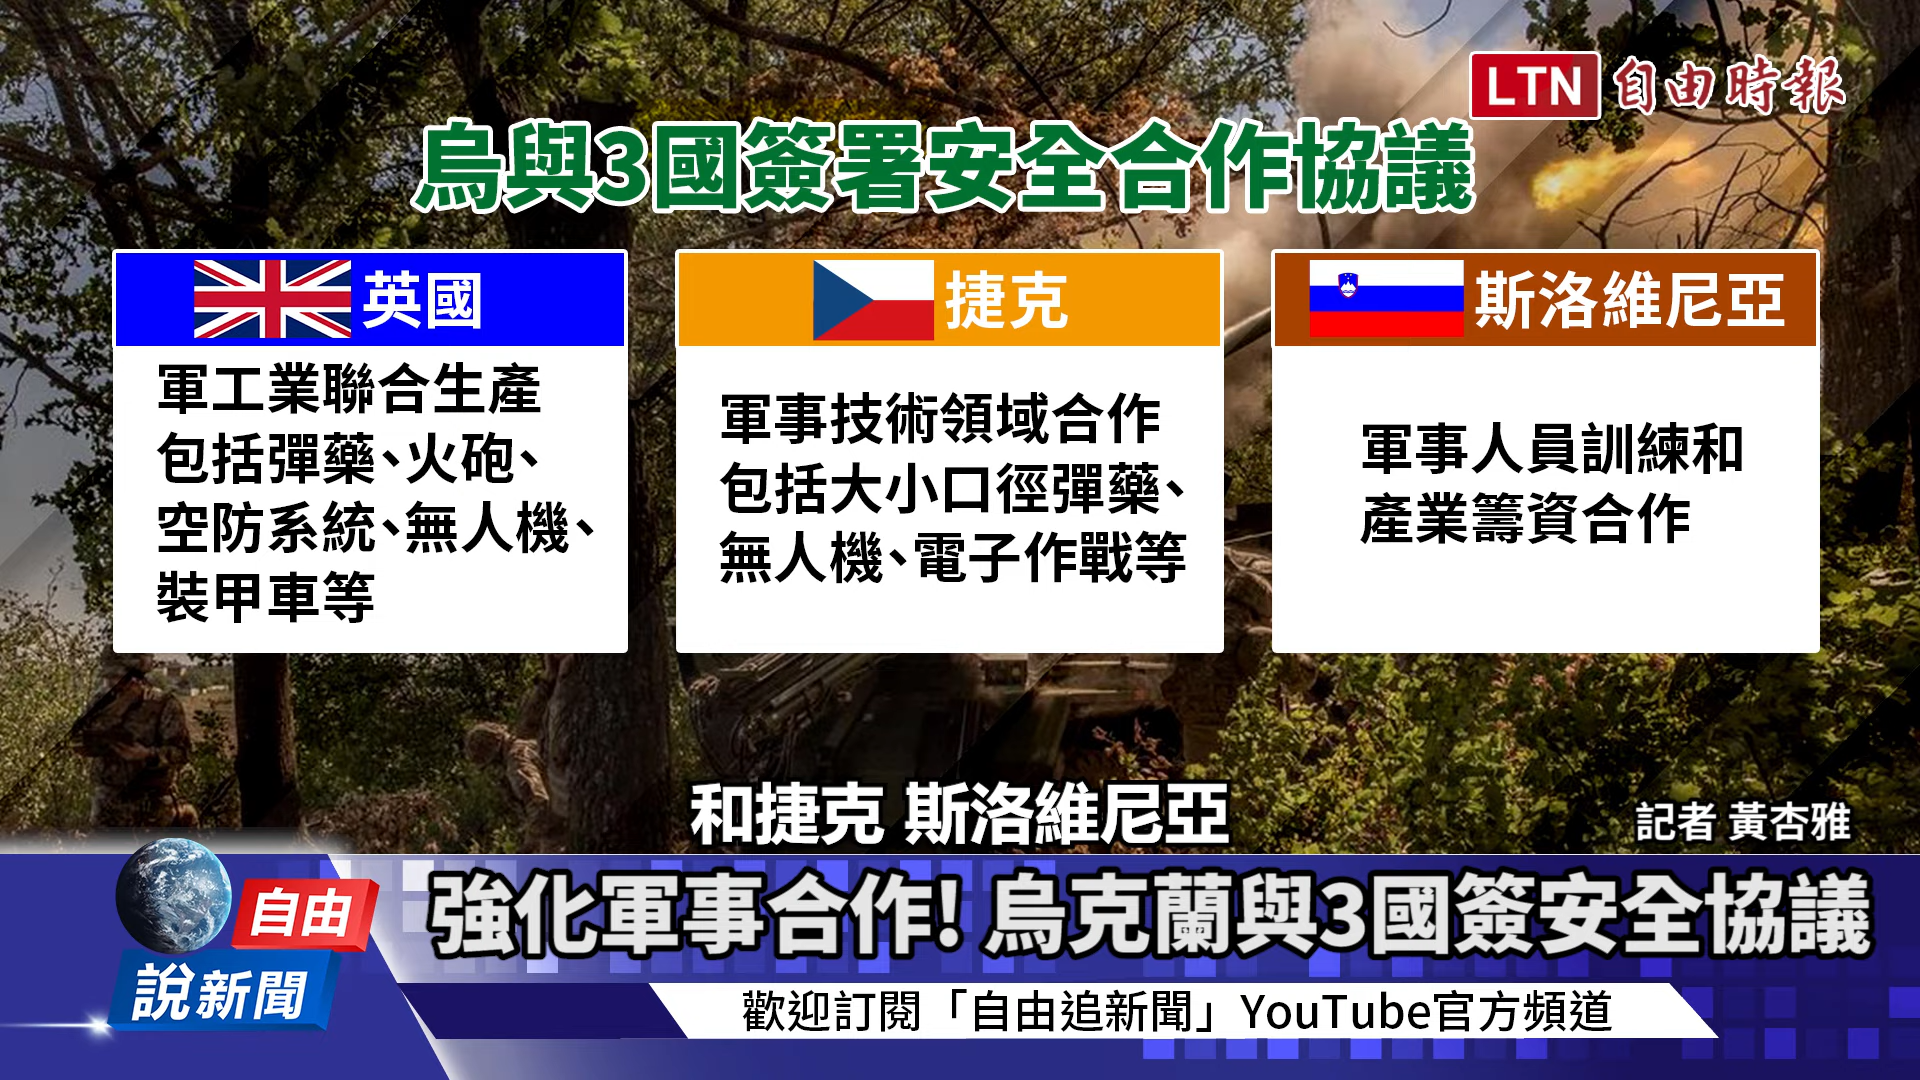 LTN 自由時報
烏與3國簽署安全合作協議
英國
軍工業聯合生產
包括彈藥、火砲、
空防系統、無人機、
裝甲車等
捷克
軍事技術領域合作
包括大小口徑彈藥、
無人機、電子作戰等
斯洛維尼亞
軍事人員訓練和
產業籌資合作
和捷克 斯洛維尼亞
記者 黃杏雅
自由
說新聞
強化軍事合作! 烏克蘭與3國簽安全協議
歡迎訂閱「自由追新聞」YouTube官方頻道